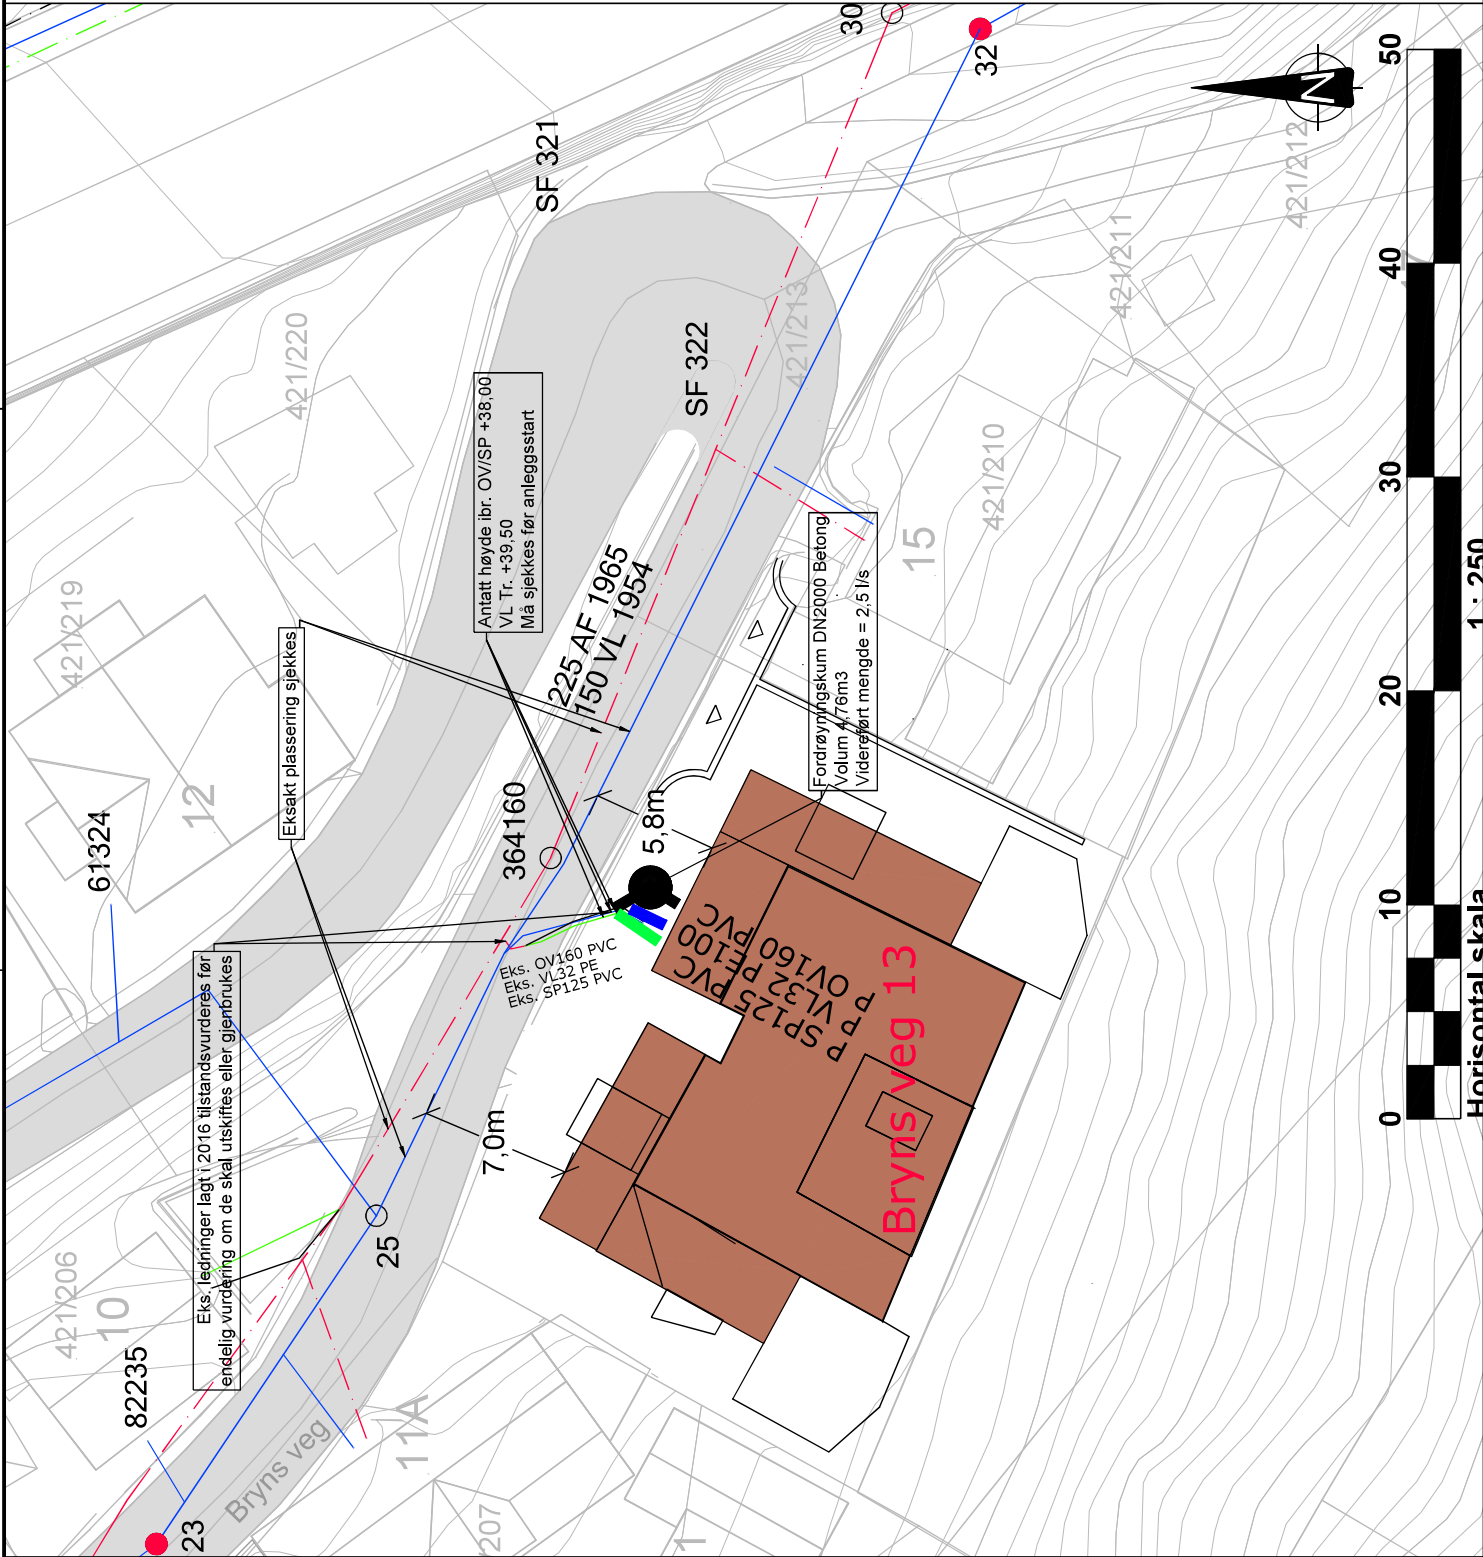 30
32
N
SF 321
421/212
421/211
421/220
SF 322
421/213
421/210
15
421/219
12
61324
Eksakt plassering sjekkes
Antatt høyde ibr. OV/SP +38,00
VL Tr. +39,50
Må sjekkes før anleggsstart
225 AF 1965
150 VL 1954
364160
5,8m
Fordrøyningskum DN2000 Betong
Volum 4,76m3
Videreført mengde = 2,5 l/s
Eks. ledninger lagt i 2016 tilstandsvurderes før
endelig vurdering om de skal utskiftes eller gjenbrukes
Eks. OV160 PVC
Eks. VL32 PE
Eks. SP125 PVC
P SP125 PVC
P VL32 PE100
P OV160 PVC
7,0m
Bryns veg 13
25
421/206
10
82235
11A
Bryns veg
23
207
1
0
10
20
30
40
50
Horisontal skala
1 : 250